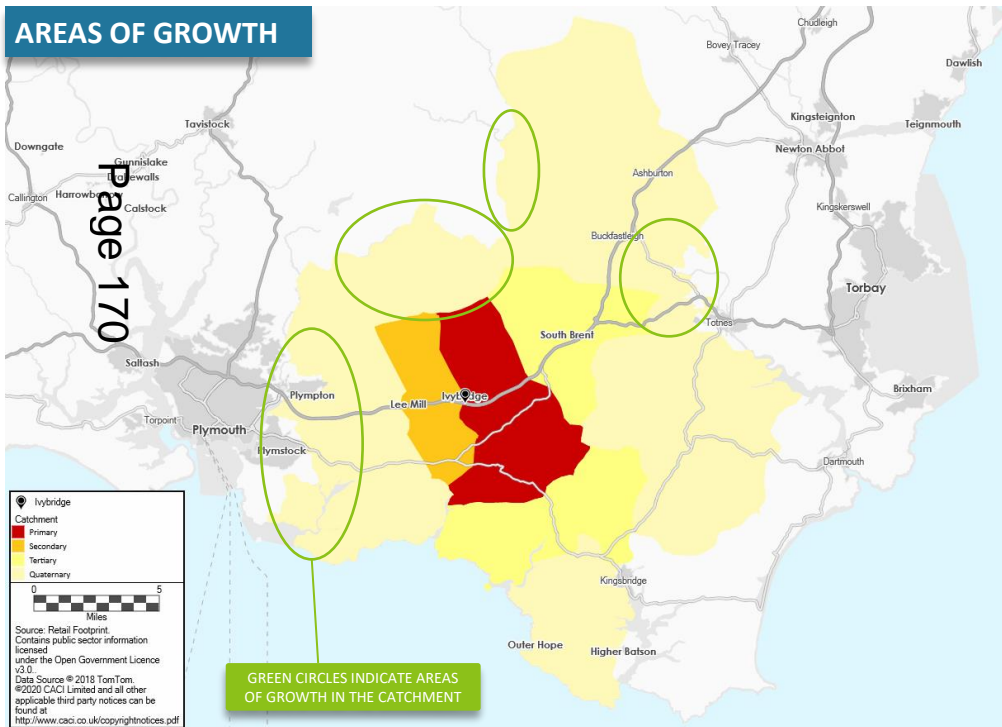 AREAS OF GROWTH
Page 170
Chudleigh
Bovey Tracey
Dawlish
Tavistock
Kingsteignton
Teignmouth
Downgate
Newton Abbot
Gunnislake
Drakewalls
Ashburton
Callington
Harrowbarrow
Calstock
Kingskerswell
Buckfastleigh
Torbay
Totnes
South Brent
Saltash
Plympton
Brixham
Ivybridge
Lee Mill
Torpoint
Plymouth
Plymstock
Dartmouth
Kingsbridge
Outer Hope
Higher Batson
Ivybridge
Catchment
Primary
Secondary
Tertiary
Quaternary
0 5
Miles
Source: Retail Footprint.
Contains public sector information
licensed
under the Open Government Licence
v3.0..
Data Source © 2018 TomTom.
©2020 CACI Limited and all other
applicable third party notices can be
found at
http://www.caci.co.uk/copyrightnotices.pdf
GREEN CIRCLES INDICATE AREAS
OF GROWTH IN THE CATCHMENT